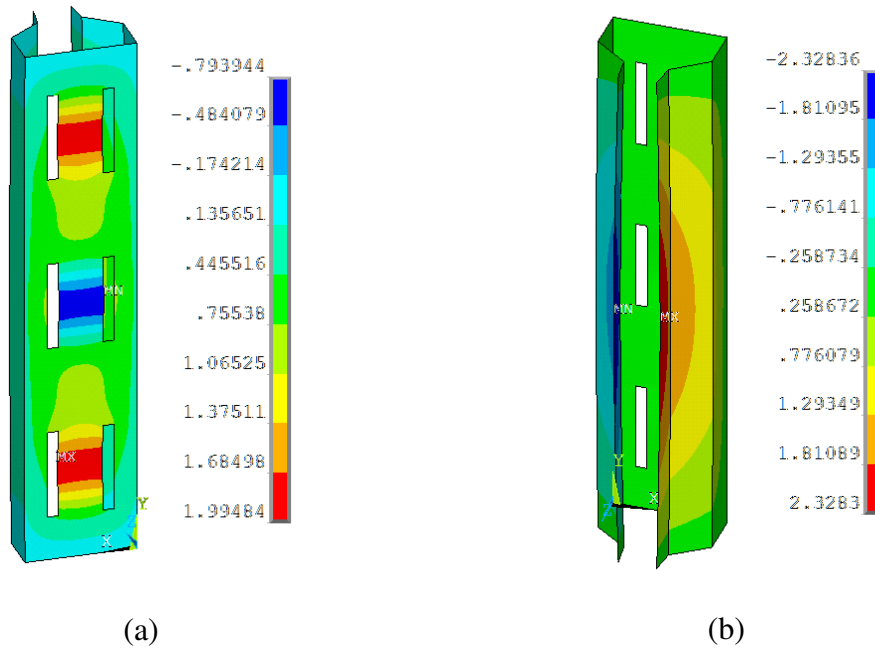 -.793944
-.484079
-.174214
.135651
.445516
.75538
1.06525
1.37511
1.68498
1.99484
MN
MX
Y
Z
X
(a)
-2.32836
-1.81095
-1.29355
-.776141
-.258734
.258672
.776079
1.29349
1.81089
2.3283
MN
MX
Y
X
Z
(b)